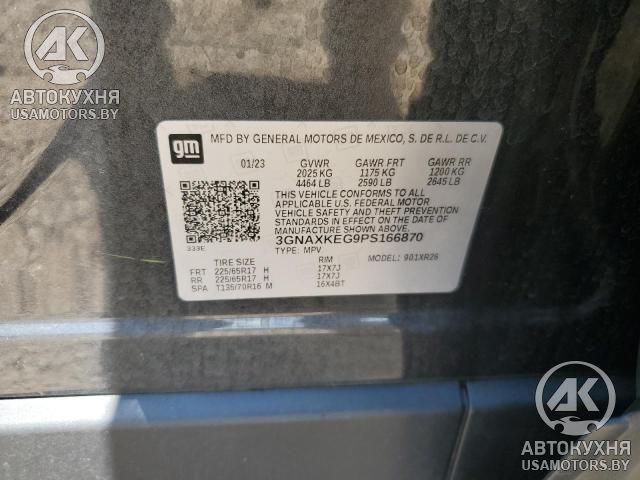 АК
АВТОКУХНЯ
USAMOTORS.BY
gm
MFD BY GENERAL MOTORS DE MEXICO, S. DE R.L. DE C.V.
01/23 GVWR GAWR FRT GAWR RR
2025 KG 1175 KG 1200 KG
4464 LB 2590 LB 2645 LB
THIS VEHICLE CONFORMS TO ALL
APPLICABLE U.S. FEDERAL MOTOR
VEHICLE SAFETY AND THEFT PREVENTION
STANDARDS IN EFFECT ON THE DATE OF
MANUFACTURE SHOWN ABOVE.
3GNAXKEG9PS166870
333E
TYPE: MPV
MODEL: 901XR26
TIRE SIZE RIM
FRT 225/65R17 H 17X7J
RR 225/65R17 H 17X7J
SPA T135/70R16 M 16X4BT
АК
АВТОКУХНЯ
USAMOTORS.BY